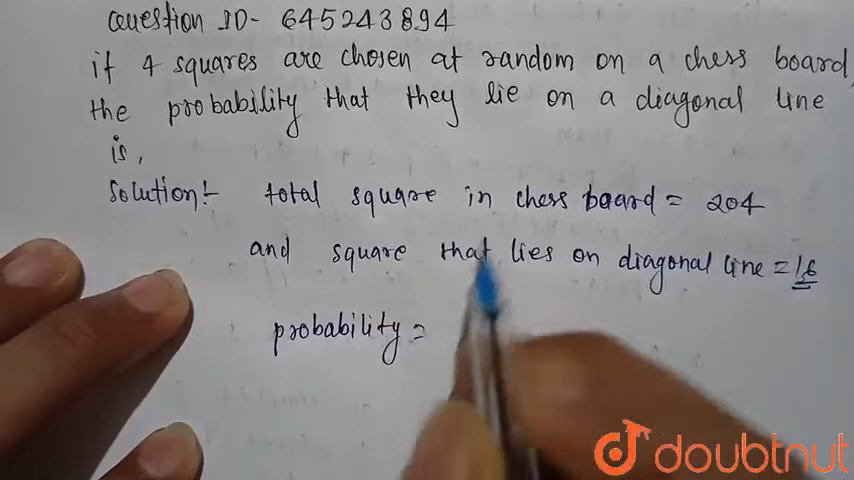 Question ID- 645243894
if 4 squares are chosen at random on a chess board,
the probability that they lie on a diagonal line
is,
Solution:- total square in chess board = 204
and square that lies on diagonal line = 16
probability =
doubtnut